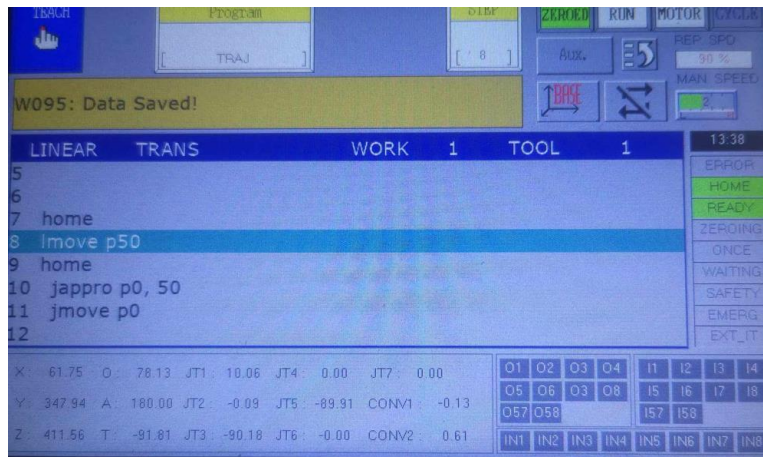 TEACH Program STEP ZEROED RUN MOTOR CYCLE
[ TRAJ ] [ 8 ] Aux. REP. SPD
90 %
BASE MAN. SPEED
2,
W095: Data Saved!
LINEAR TRANS WORK 1 TOOL 1
13:38
5
ERROR
6
HOME
7 home
READY
8 lmove p50
ZEROING
9 home
ONCE
10 jappro p0, 50
WAITING
11 jmove p0
SAFETY
12
EMERG
EXT_IT
X: 61.75 O: 78.13 JT1: 10.06 JT4: 0.00 JT7: 0.00
Y: 347.94 A: 180.00 JT2: -0.09 JT5: -89.91 CONV1: -0.13
Z: 411.56 T: -91.81 JT3: -90.18 JT6: -0.00 CONV2: 0.61
O1 O2 O3 O4 I1 I2 I3 I4
O5 O6 O3 O8 I5 I6 I7 I8
O57 O58 I57 I58
IN1 IN2 IN3 IN4 IN5 IN6 IN7 IN8